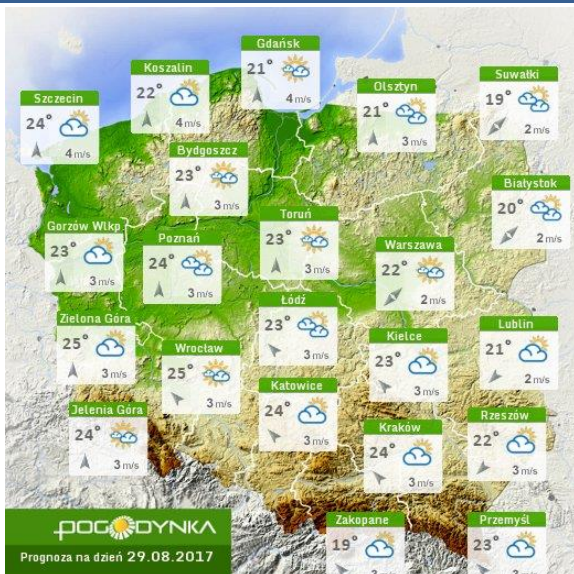 Gdańsk
21°
4 m/s
Koszalin
22°
4 m/s
Suwałki
19°
2 m/s
Szczecin
24°
4 m/s
Olsztyn
21°
3 m/s
Bydgoszcz
23°
3 m/s
Białystok
20°
2 m/s
Gorzów Wlkp
23°
3 m/s
Poznań
24°
3 m/s
Toruń
23°
3 m/s
Warszawa
22°
2 m/s
Łódź
23°
3 m/s
Zielona Góra
25°
3 m/s
Wrocław
25°
3 m/s
Kielce
23°
3 m/s
Lublin
21°
2 m/s
Katowice
24°
3 m/s
Jelenia Góra
24°
3 m/s
Kraków
24°
3 m/s
Rzeszów
22°
3 m/s
Zakopane
19°
Przemyśl
23°
POGODYNKA
Prognoza na dzień 29.08.2017